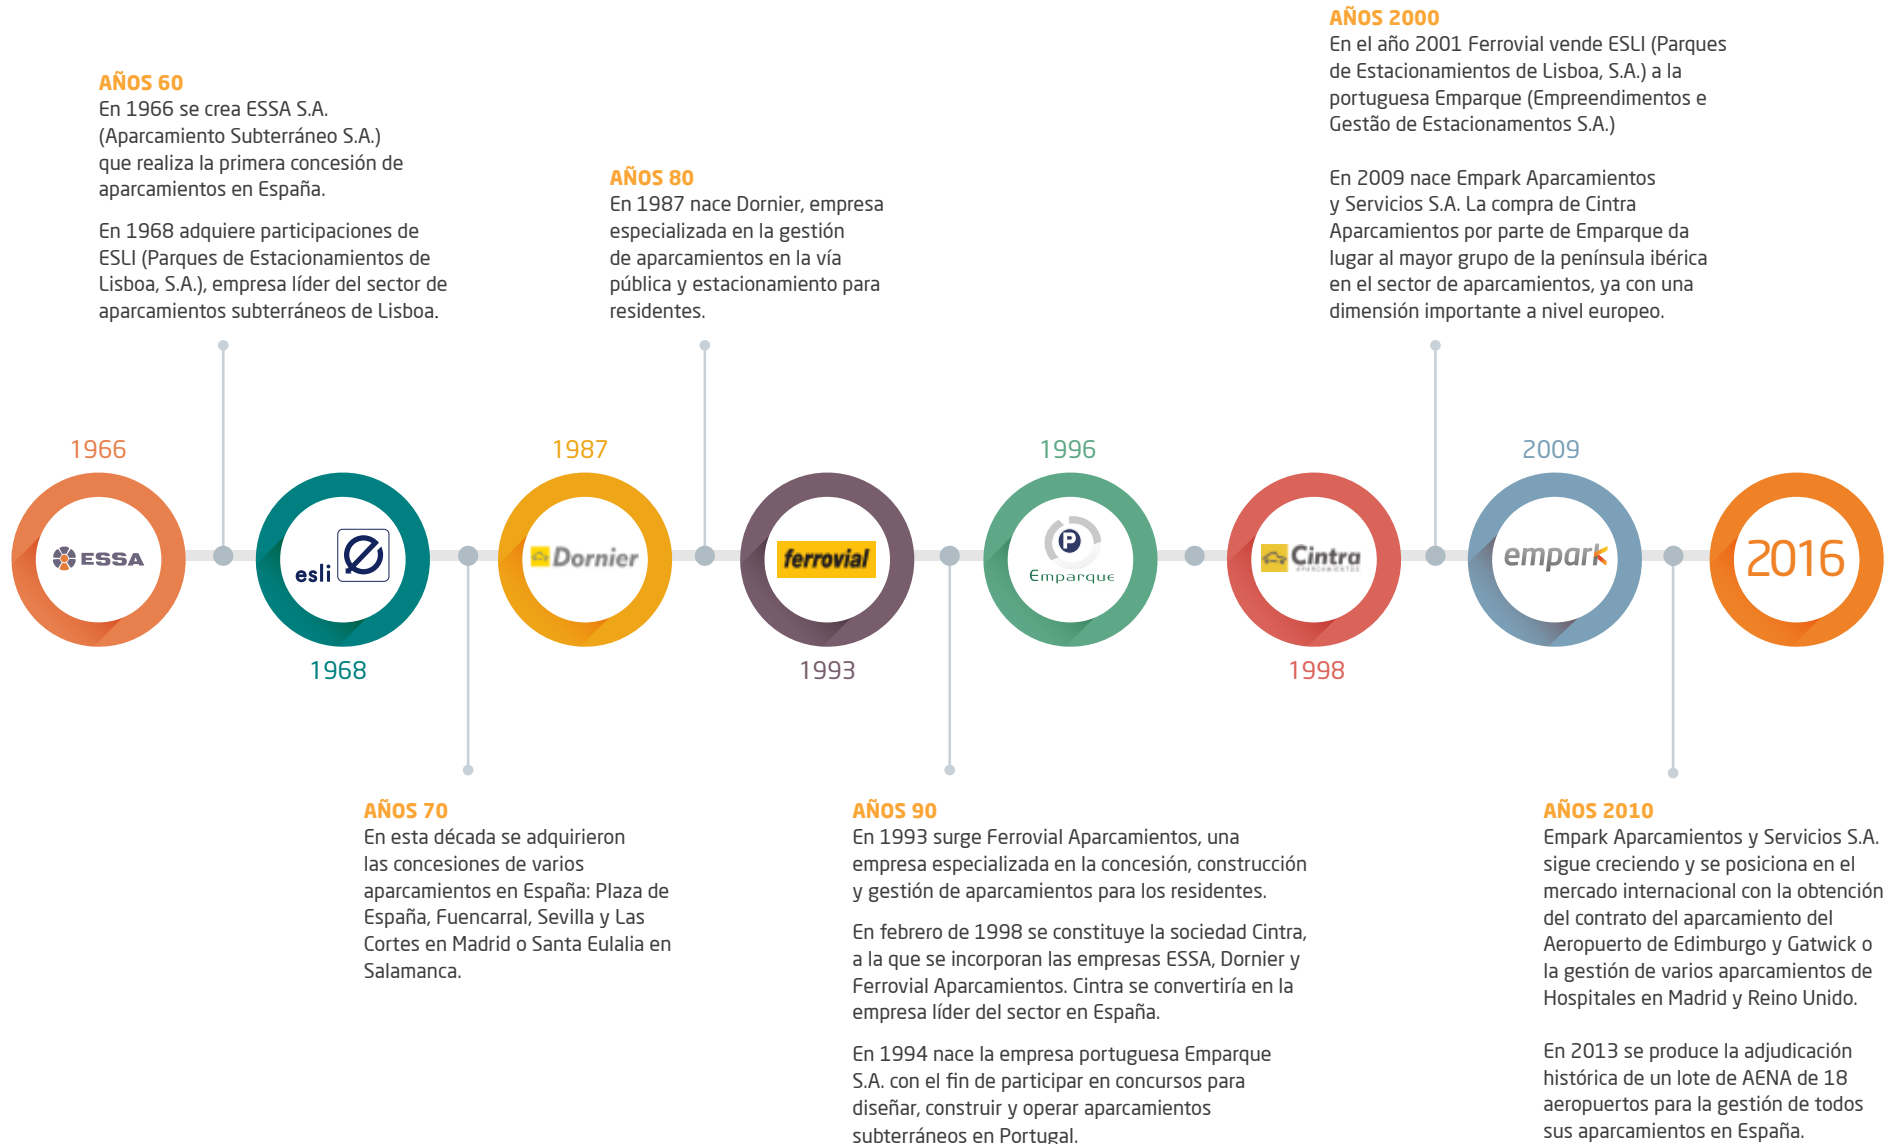 AÑOS 60
En 1966 se crea ESSA S.A.
(Aparcamiento Subterráneo S.A.)
que realiza la primera concesión de
aparcamientos en España.
En 1968 adquiere participaciones de
ESLI (Parques de Estacionamientos de
Lisboa, S.A.), empresa líder del sector de
aparcamientos subterráneos de Lisboa.
AÑOS 80
En 1987 nace Dornier, empresa
especializada en la gestión
de aparcamientos en la vía
pública y estacionamiento para
residentes.
AÑOS 2000
En el año 2001 Ferrovial vende ESLI (Parques
de Estacionamientos de Lisboa, S.A.) a la
portuguesa Emparque (Empreendimentos e
Gestão de Estacionamentos S.A.)
En 2009 nace Empark Aparcamientos
y Servicios S.A. La compra de Cintra
Aparcamientos por parte de Emparque da
lugar al mayor grupo de la península ibérica
en el sector de aparcamientos, ya con una
dimensión importante a nivel europeo.
1966
ESSA
esli
1968
1987
Dornier
ferrovial
1993
1996
P
Emparque
Cintra
APARCAMIENTOS
1998
2009
empark
2016
AÑOS 70
En esta década se adquirieron
las concesiones de varios
aparcamientos en España: Plaza de
España, Fuencarral, Sevilla y Las
Cortes en Madrid o Santa Eulalia en
Salamanca.
AÑOS 90
En 1993 surge Ferrovial Aparcamientos, una
empresa especializada en la concesión, construcción
y gestión de aparcamientos para los residentes.
En febrero de 1998 se constituye la sociedad Cintra,
a la que se incorporan las empresas ESSA, Dornier y
Ferrovial Aparcamientos. Cintra se convertiría en la
empresa líder del sector en España.
En 1994 nace la empresa portuguesa Emparque
S.A. con el fin de participar en concursos para
diseñar, construir y operar aparcamientos
subterráneos en Portugal.
AÑOS 2010
Empark Aparcamientos y Servicios S.A.
sigue creciendo y se posiciona en el
mercado internacional con la obtención
del contrato del aparcamiento del
Aeropuerto de Edimburgo y Gatwick o
la gestión de varios aparcamientos de
Hospitales en Madrid y Reino Unido.
En 2013 se produce la adjudicación
histórica de un lote de AENA de 18
aeropuertos para la gestión de todos
sus aparcamientos en España.